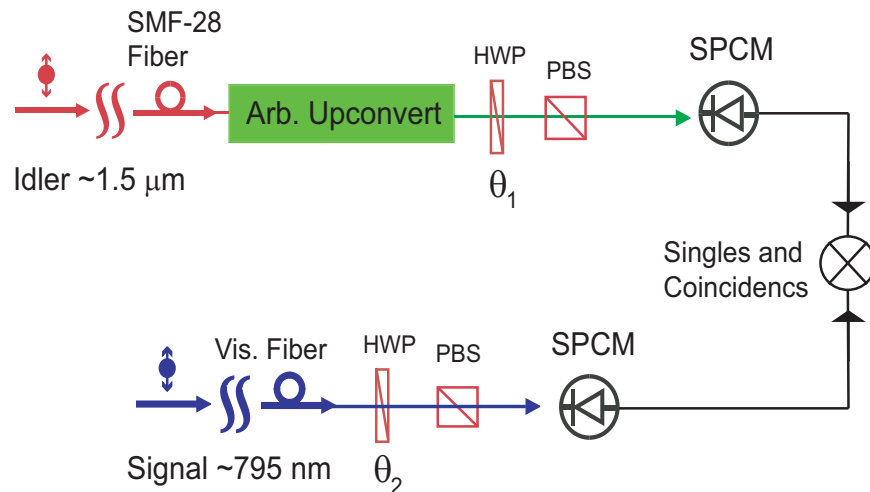 SMF-28
Fiber
HWP
PBS
SPCM
Arb. Upconvert
Idler ~1.5 μm
θ1
Singles and
Coincidencs
Vis. Fiber
HWP
PBS
SPCM
Signal ~795 nm
θ2